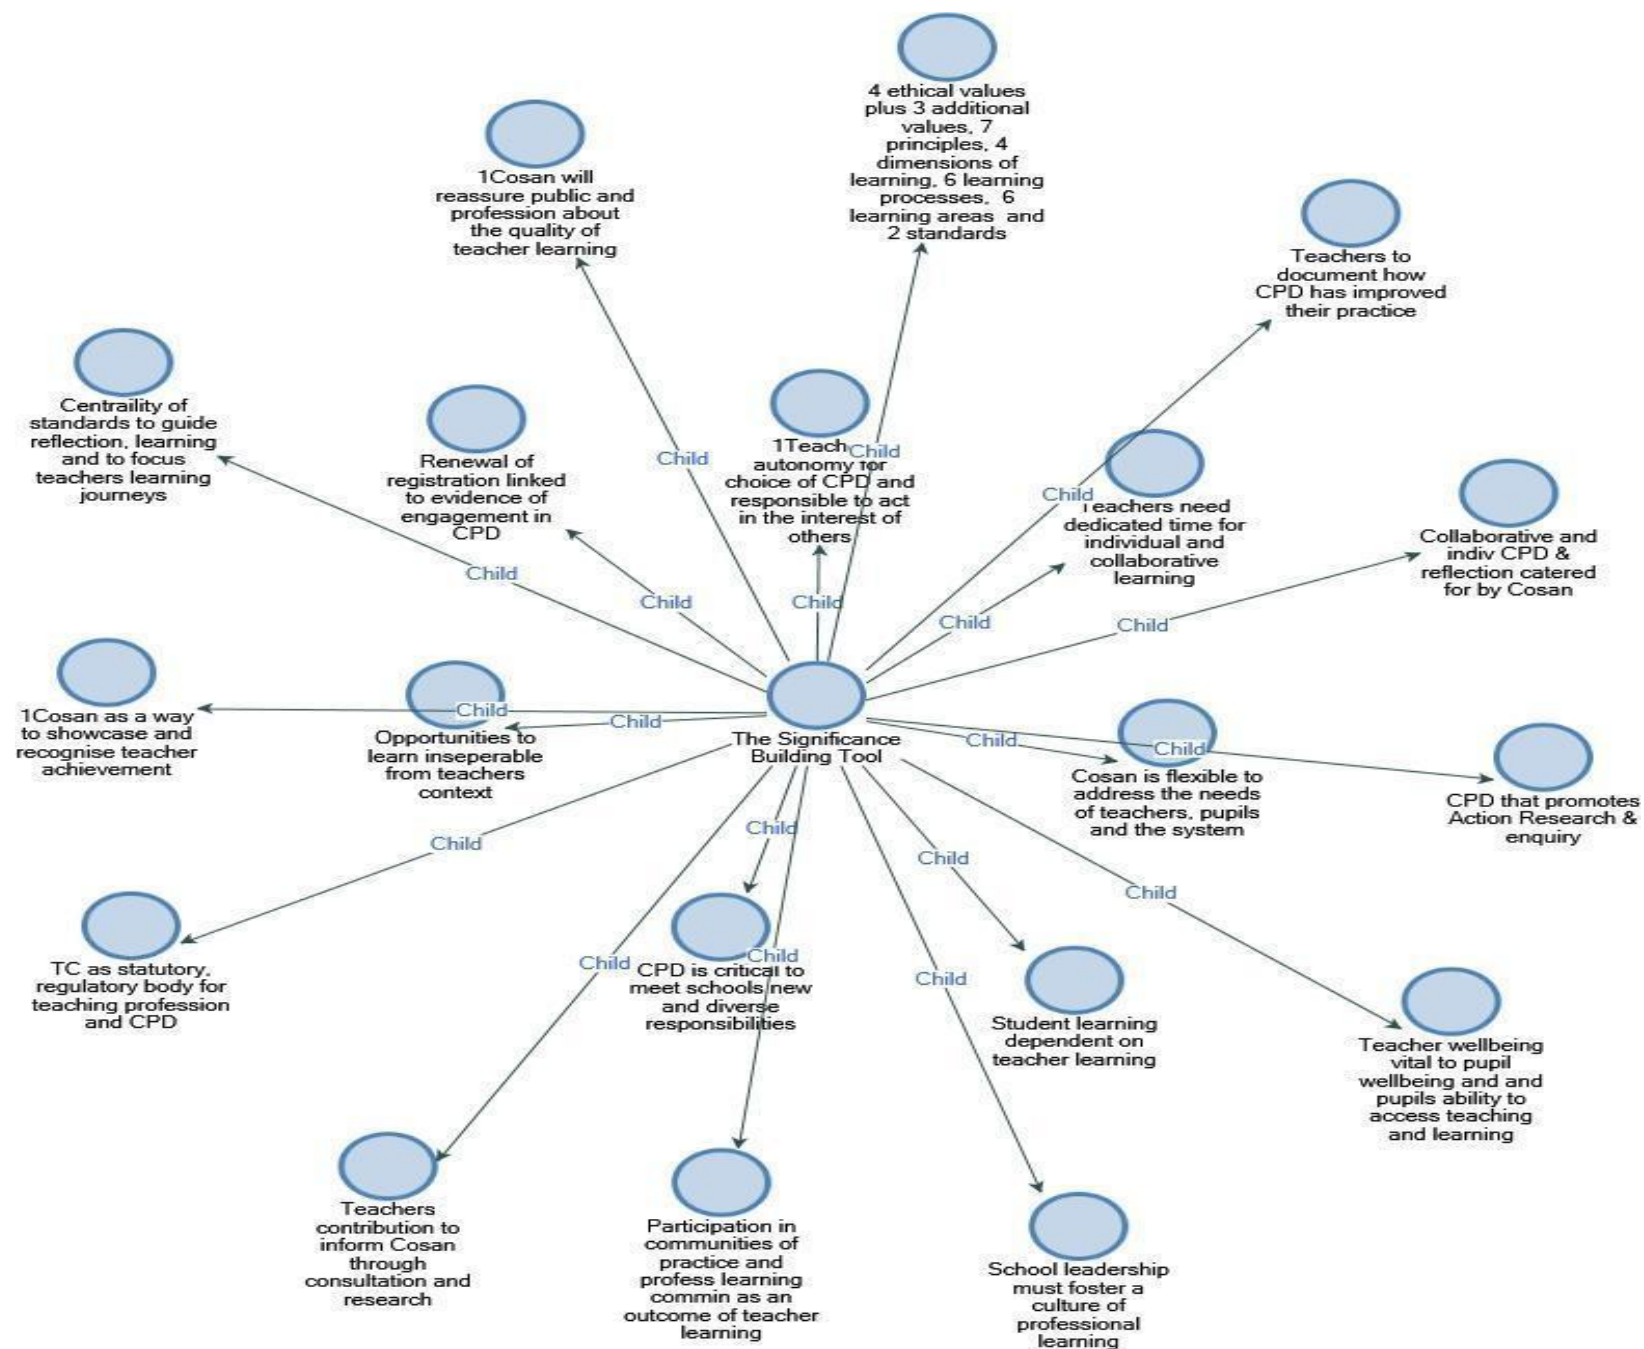 4 ethical values
plus 3 additional
values, 7
principles, 4
dimensions of
learning, 6 learning
processes, 6
learning areas and
2 standards
1Cosan will
reassure public and
profession about
the quality of
teacher learning
Teachers to
document how
CPD has improved
their practice
Centraility of
standards to guide
reflection, learning
and to focus
teachers learning
journeys
Renewal of
registration linked
to evidence of
engagement in
CPD
1Teach
autonomy for
choice of CPD and
responsible to act
in the interest of
others
Teachers need
dedicated time for
individual and
collaborative
learning
Collaborative and
indiv CPD &
reflection catered
for by Cosan
Child
Child
Child
Child
Child
Child
Child
Child
1Cosan as a way
to showcase and
recognise teacher
achievement
Child
Opportunities to
learn inseperable
from teachers
context
Child
The Significance
Building Tool
Child
Child
Cosan is flexible to
address the needs
of teachers, pupils
and the system
CPD that promotes
Action Research &
enquiry
Child
Child
Child
Child
TC as statutory,
regulatory body for
teaching profession
and CPD
Child
Child
CPD is critical to
meet schools new
and diverse
responsibilities
Child
Student learning
dependent on
teacher learning
Teacher wellbeing
vital to pupil
wellbeing and and
pupils ability to
access teaching
and learning
Teachers
contribution to
inform Cosan
through
consultation and
research
Participation in
communities of
practice and
profess learning
commin as an
outcome of teacher
learning
School leadership
must foster a
culture of
professional
learning